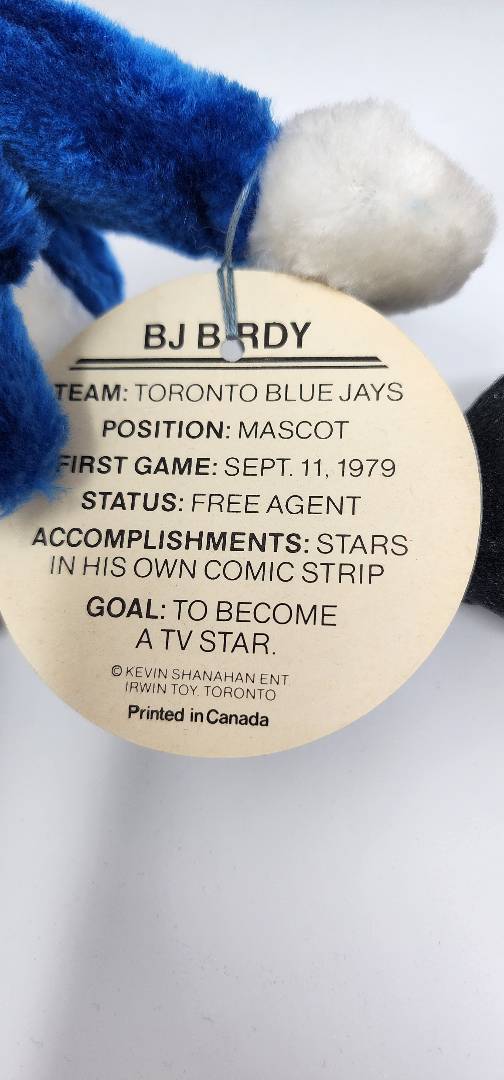 BJ BIRDY
TEAM: TORONTO BLUE JAYS
POSITION: MASCOT
FIRST GAME: SEPT. 11, 1979
STATUS: FREE AGENT
ACCOMPLISHMENTS: STARS
IN HIS OWN COMIC STRIP
GOAL: TO BECOME
A TV STAR.
© KEVIN SHANAHAN ENT.
IRWIN TOY, TORONTO
Printed in Canada